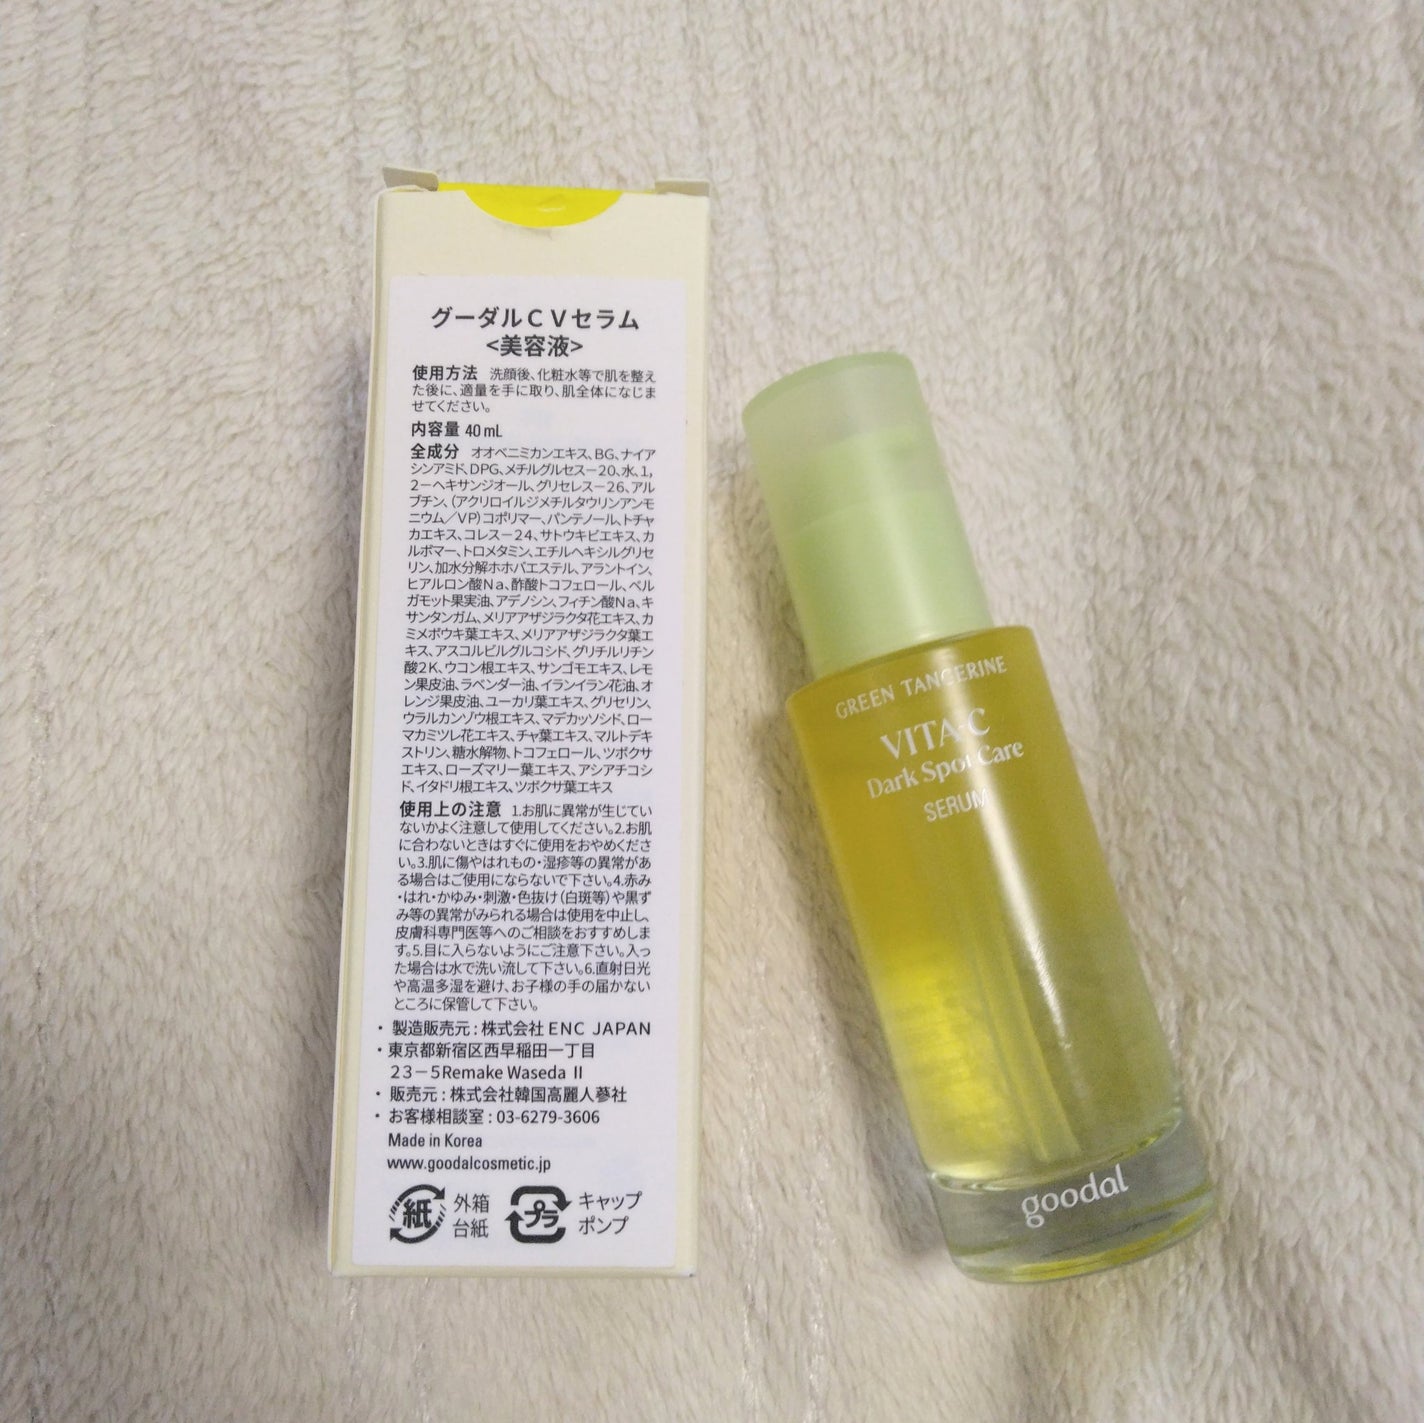 グーダルＣＶセラム
<美容液>
使用方法 洗顔後、化粧水等で肌を整え
た後に、適量を手に取り、肌全体になじま
せてください。
内容量 40 mL
全成分 オオベニミカンエキス、BG、ナイア
シンアミド、DPG、メチルグルセス－20、水、1,
2－ヘキサンジオール、グリセレス－26、アル
ブチン、（アクリロイルジメチルタウリンアンモ
ニウム／VP）コポリマー、パンテノール、トチャ
カエキス、コレス－24、サトウキビエキス、カ
ルボマー、トロメタミン、エチルヘキシルグリセ
リン、加水分解ホホバエステル、アラントイン、
ヒアルロン酸Na、酢酸トコフェロール、ベル
ガモット果実油、アデノシン、フィチン酸Na、キ
サンタンガム、メリアアザジラクタ花エキス、カ
ミメボウキ葉エキス、メリアアザジラクタ葉エ
キス、アスコルビルグルコシド、グリチルリチン
酸2K、ウコン根エキス、サンゴモエキス、レモ
ン果皮油、ラベンダー油、イランイラン花油、オ
レンジ果皮油、ユーカリ葉エキス、グリセリン、
ウラルカンゾウ根エキス、マデカッソシド、ロー
マカミツレ花エキス、チャ葉エキス、マルトデキ
ストリン、糖水解物、トコフェロール、ツボクサ
エキス、ローズマリー葉エキス、アシアチコシ
ド、イタドリ根エキス、ツボクサ葉エキス
使用上の注意 1.お肌に異常が生じてい
ないかよく注意して使用してください。2.お肌
に合わないときはすぐに使用をおやめくださ
い。3.肌に傷やはれもの・湿疹等の異常があ
る場合はご使用にならないで下さい。4.赤み
・はれ・かゆみ・刺激・色抜け（白斑等）や黒ず
み等の異常がみられる場合は使用を中止し、
皮膚科専門医等へのご相談をおすすめしま
す。5.目に入らないようにご注意下さい。入っ
た場合は水で洗い流して下さい。6.直射日光
や高温多湿を避け、お子様の手の届かない
ところに保管して下さい。
・製造販売元：株式会社 ENC JAPAN
・東京都新宿区西早稲田一丁目
２３－５Remake Waseda Ⅱ
・販売元：株式会社韓国高麗人蔘社
・お客様相談室：03-6279-3606
Made in Korea
www.goodalcosmetic.jp
紙 外箱
台紙
プラ キャップ
ポンプ
GREEN TANGERINE
VITA-C
Dark Spot Care
SERUM
goodal